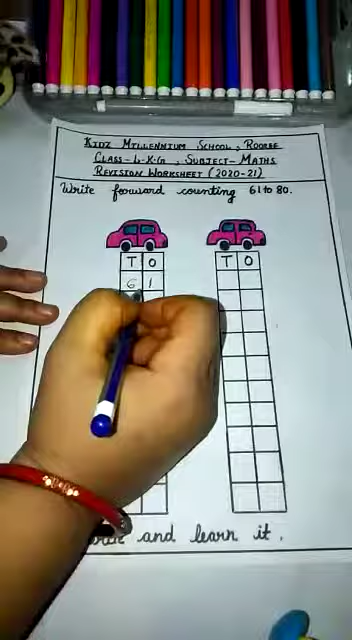 KIDZ MILLENNIUM SCHOOL, ROORKE
CLASS-L.K.G, SUBJECT-MATHS
REVISION WORKSHEET (2020-21)
Write forward counting 61 to 80.
T O
6 1
T O
and learn it.